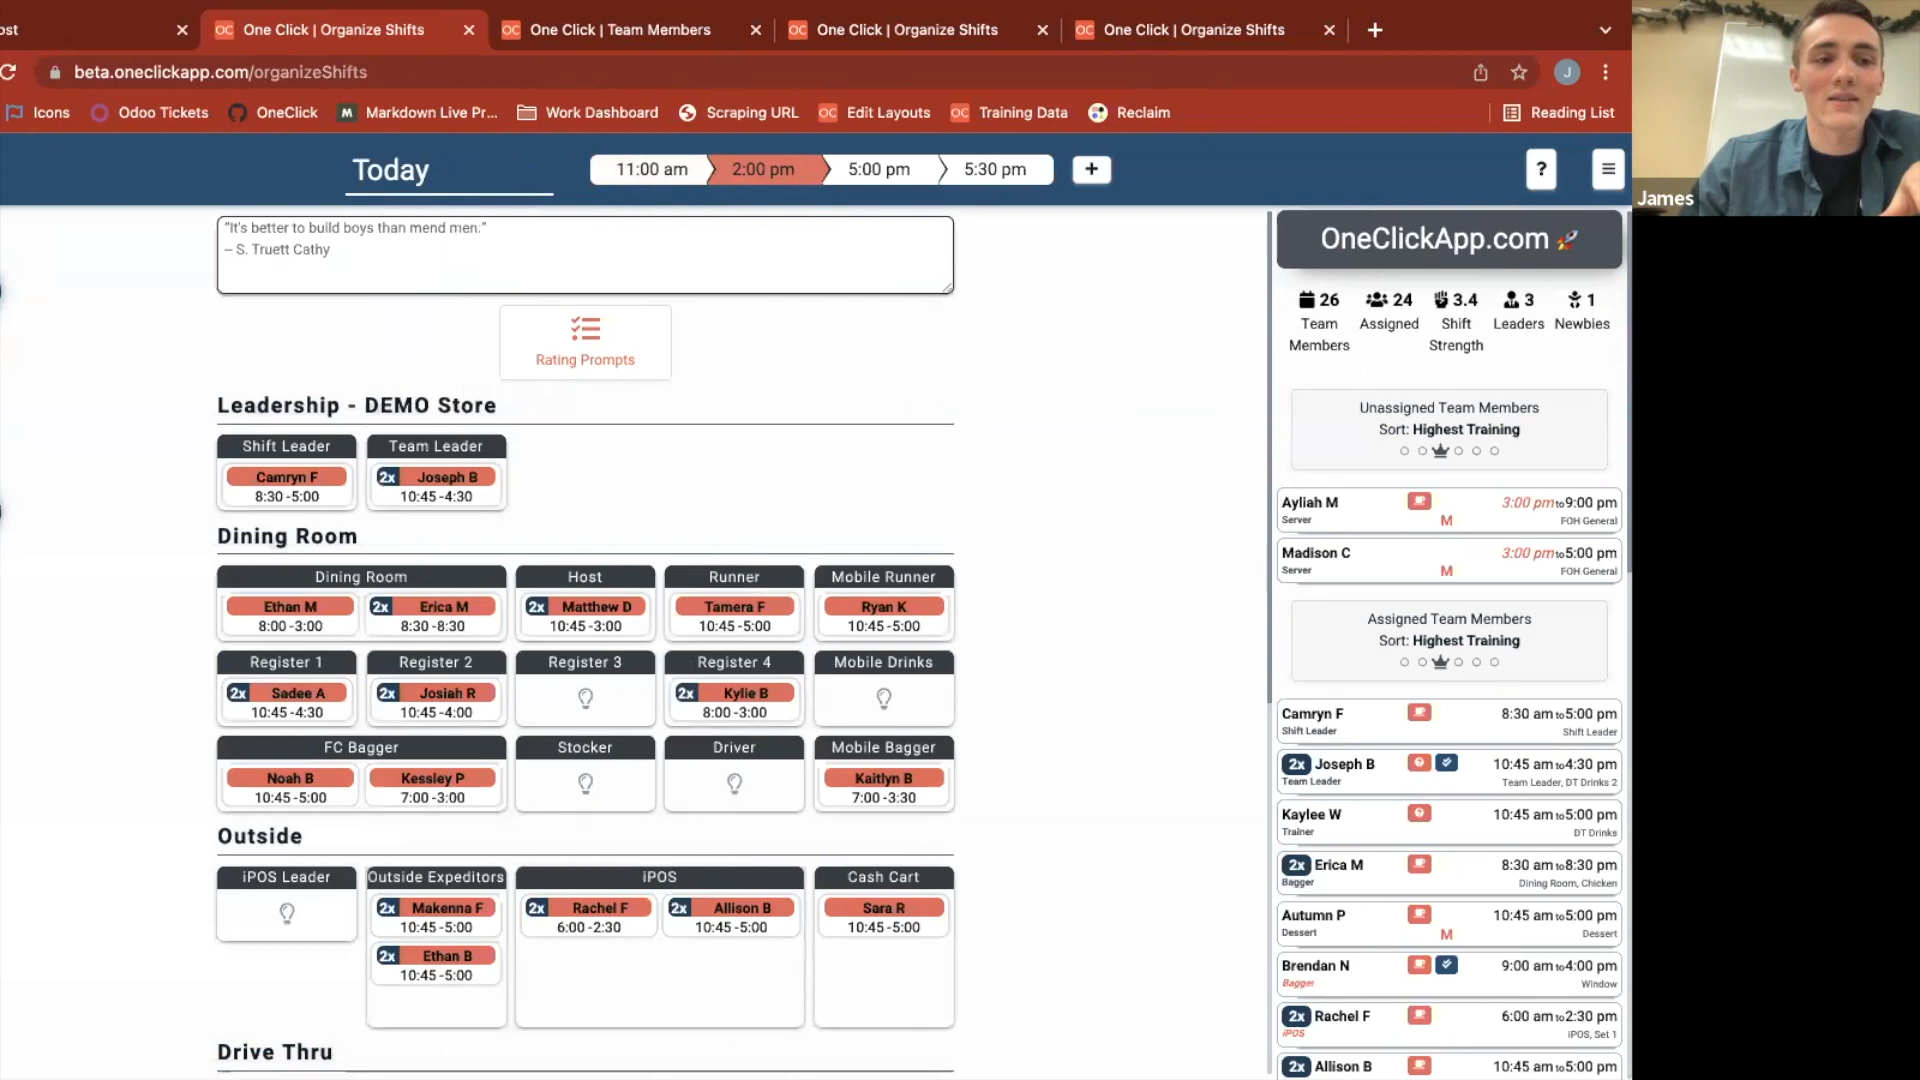 ost
OC One Click | Organize Shifts
OC One Click | Team Members
OC One Click | Organize Shifts
OC One Click | Organize Shifts
beta.oneclickapp.com/organizeShifts
J
Icons
Odoo Tickets
OneClick
M Markdown Live Pr...
Work Dashboard
Scraping URL
OC Edit Layouts
OC Training Data
Reclaim
Reading List
Today
11:00 am
2:00 pm
5:00 pm
5:30 pm
+
?
James
"It's better to build boys than mend men."
– S. Truett Cathy
Rating Prompts
Leadership - DEMO Store
Shift Leader
Camryn F
8:30 -5:00
Team Leader
2x Joseph B
10:45 -4:30
Dining Room
Dining Room
Ethan M
8:00 -3:00
2x Erica M
8:30 -8:30
Host
2x Matthew D
10:45 -3:00
Runner
Tamera F
10:45 -5:00
Mobile Runner
Ryan K
10:45 -5:00
Register 1
2x Sadee A
10:45 -4:30
Register 2
2x Josiah R
10:45 -4:00
Register 3
Register 4
2x Kylie B
8:00 -3:00
Mobile Drinks
FC Bagger
Noah B
10:45 -5:00
Kessley P
7:00 -3:00
Stocker
Driver
Mobile Bagger
Kaitlyn B
7:00 -3:30
Outside
iPOS Leader
Outside Expeditors
2x Makenna F
10:45 -5:00
2x Ethan B
10:45 -5:00
iPOS
2x Rachel F
6:00 -2:30
2x Allison B
10:45 -5:00
Cash Cart
Sara R
10:45 -5:00
Drive Thru
OneClickApp.com
26
Team
Members
24
Assigned
3.4
Shift
Strength
3
Leaders
1
Newbies
Unassigned Team Members
Sort: Highest Training
Ayliah M 3:00 pm to 9:00 pm
Server M FOH General
Madison C 3:00 pm to 5:00 pm
Server M FOH General
Assigned Team Members
Sort: Highest Training
Camryn F 8:30 am to 5:00 pm
Shift Leader Shift Leader
2x Joseph B 10:45 am to 4:30 pm
Team Leader Team Leader, DT Drinks 2
Kaylee W 10:45 am to 5:00 pm
Trainer DT Drinks
2x Erica M 8:30 am to 8:30 pm
Bagger Dining Room, Chicken
Autumn P 10:45 am to 5:00 pm
Dessert M Dessert
Brendan N 9:00 am to 4:00 pm
Bagger Window
2x Rachel F 6:00 am to 2:30 pm
iPOS iPOS, Set 1
2x Allison B 10:45 am to 5:00 pm